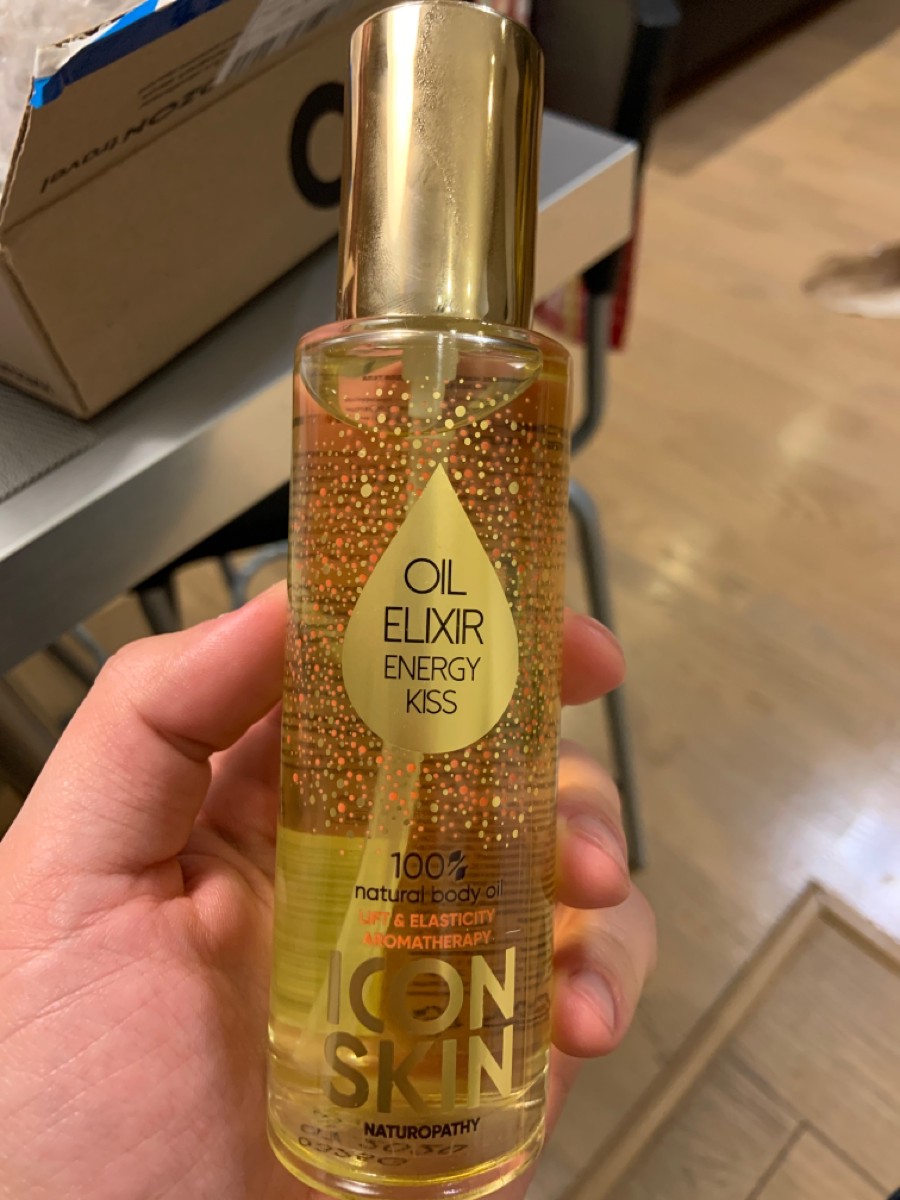 OIL
ELIXIR
ENERGY
KISS
100%
natural body oil
LIFT & ELASTICITY
AROMATHERAPY
ICON
SKIN
NATUROPATHY